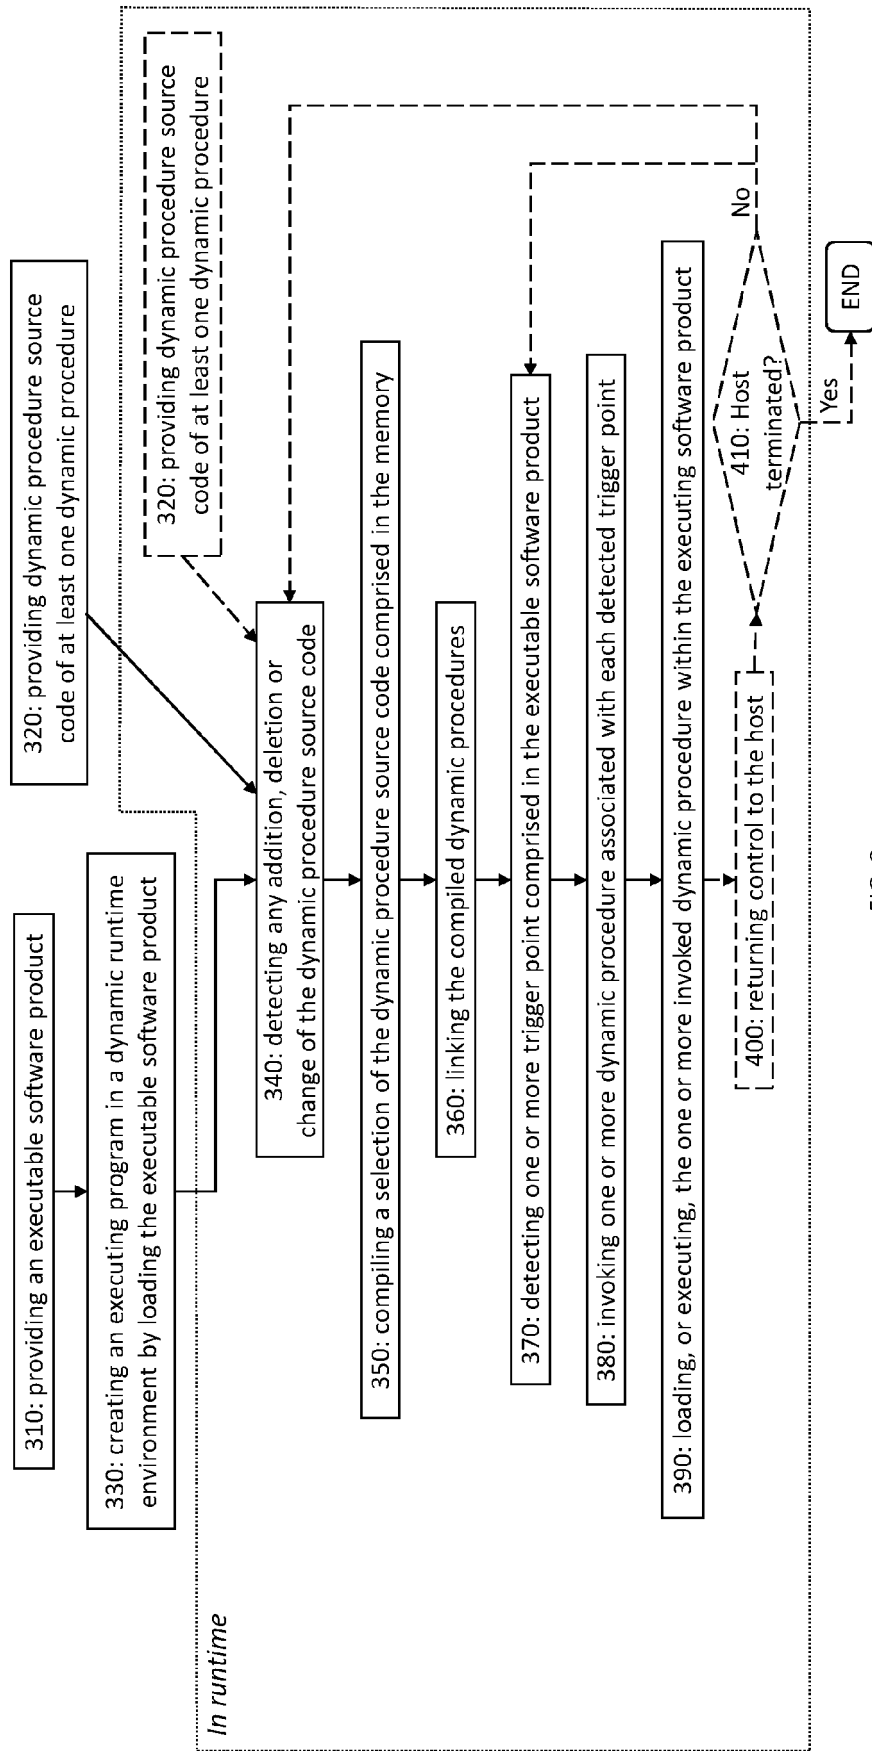 310: providing an executable software product
320: providing dynamic procedure source
code of at least one dynamic procedure
330: creating an executing program in a dynamic runtime
environment by loading the executable software product
In runtime
320: providing dynamic procedure source
code of at least one dynamic procedure
340: detecting any addition, deletion or
change of the dynamic procedure source code
350: compiling a selection of the dynamic procedure source code comprised in the memory
360: linking the compiled dynamic procedures
370: detecting one or more trigger point comprised in the executable software product
380: invoking one or more dynamic procedure associated with each detected trigger point
390: loading, or executing, the one or more invoked dynamic procedure within the executing software product
400: returning control to the host
410: Host
terminated?
No
Yes
END